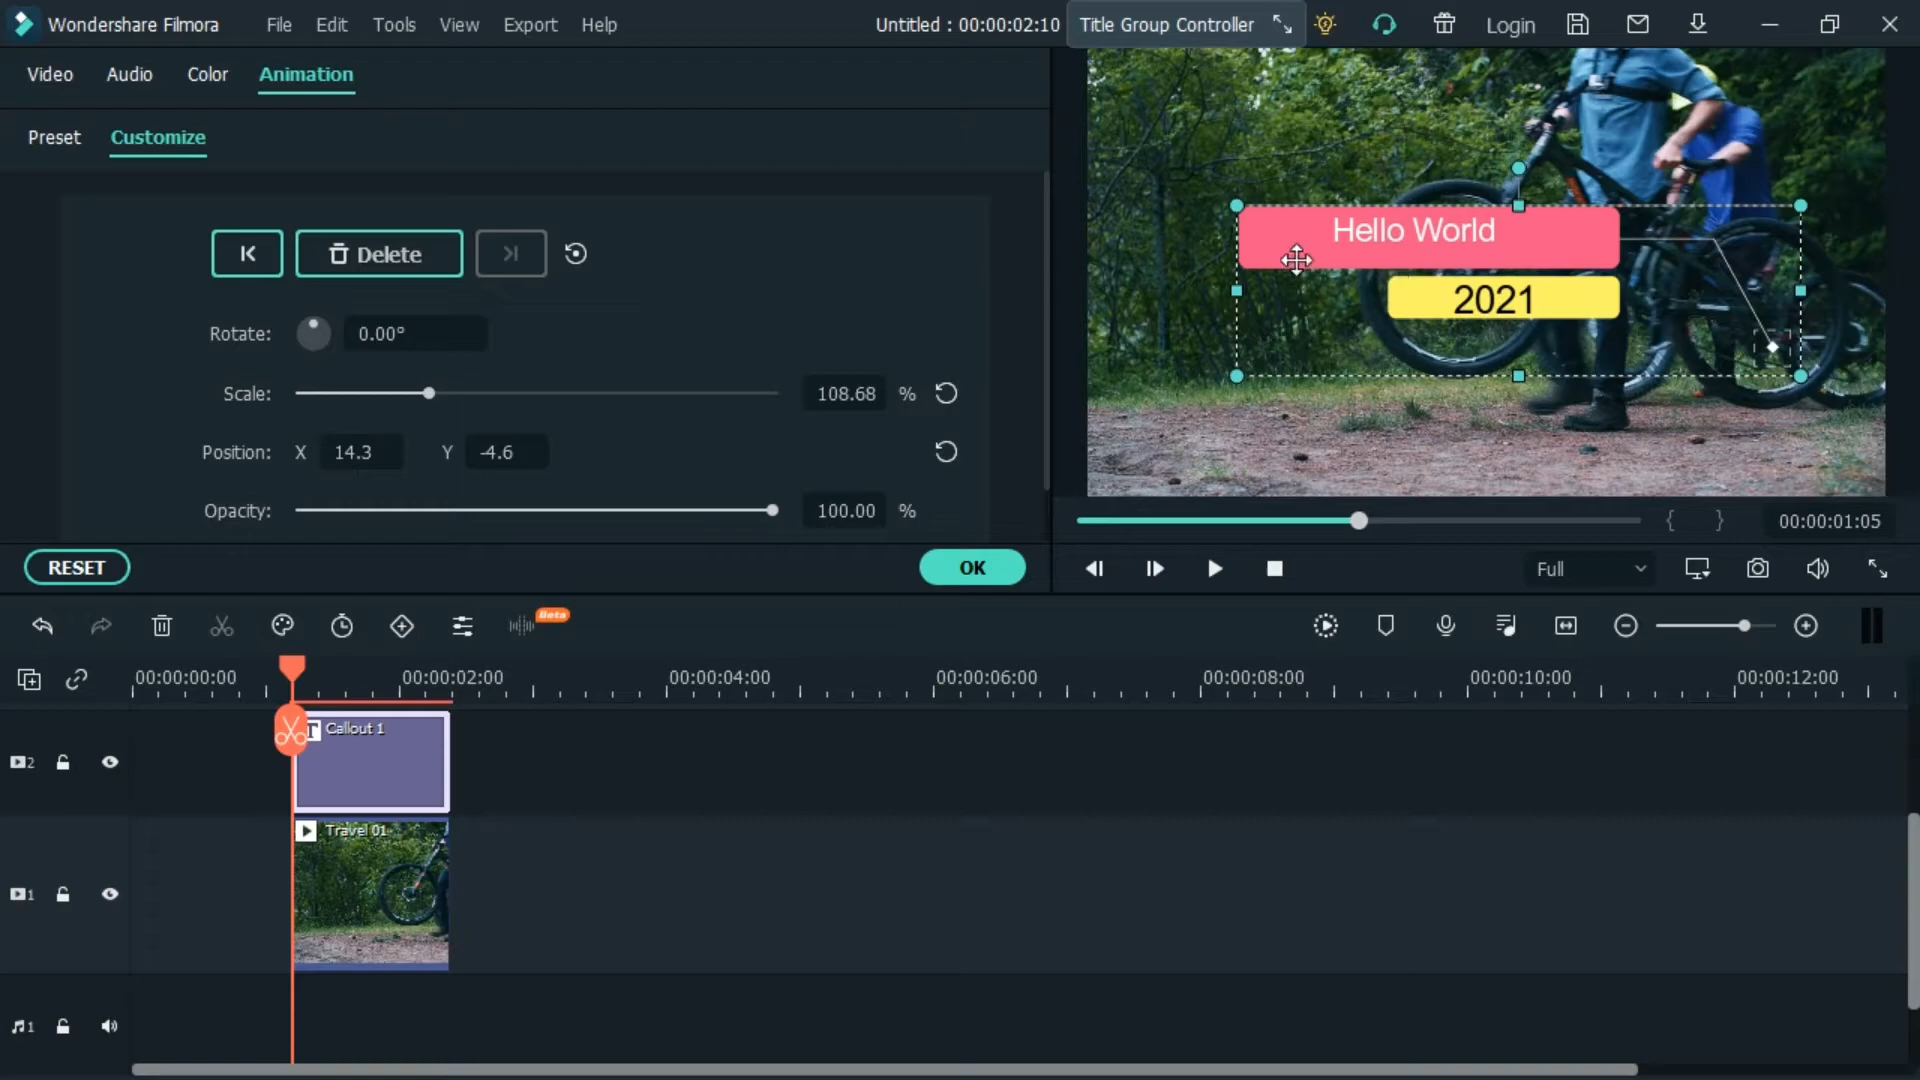 Wondershare Filmora File Edit Tools View Export Help Untitled : 00:00:02:10 Title Group Controller Login
Video Audio Color Animation
Preset Customize
Delete
Rotate: 0.00°
Scale: 108.68 %
Position: X 14.3 Y -4.6
Opacity: 100.00 %
RESET OK
Hello World
2021
{ } 00:00:01:05
Full
Beta
00:00:00:00 00:00:02:00 00:00:04:00 00:00:06:00 00:00:08:00 00:00:10:00 00:00:12:00
2 T Callout 1
1 Travel 01
1